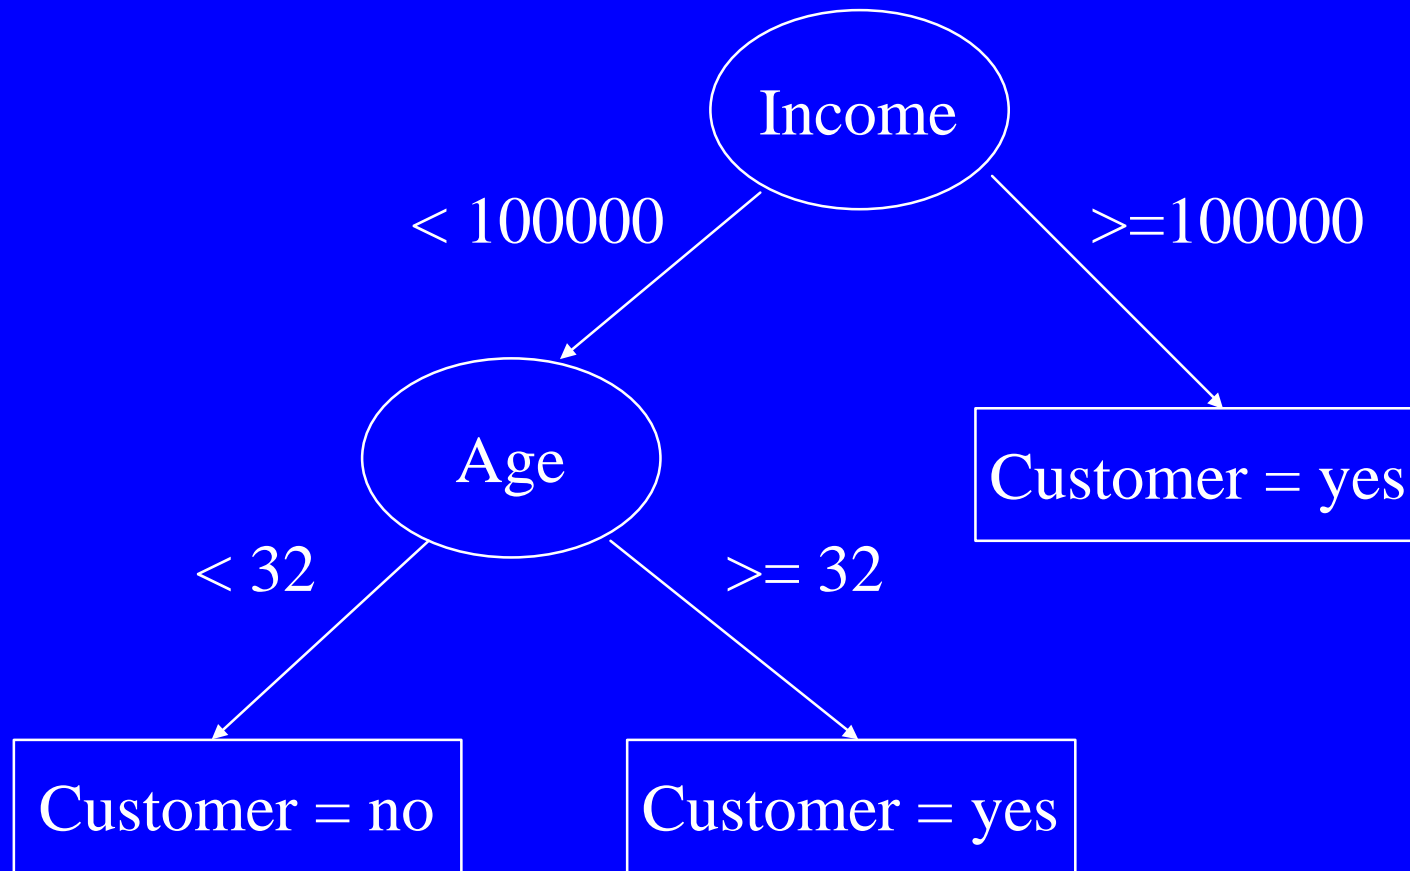 Income
< 100000
>=100000
Age
Customer = yes
< 32
>= 32
Customer = no
Customer = yes